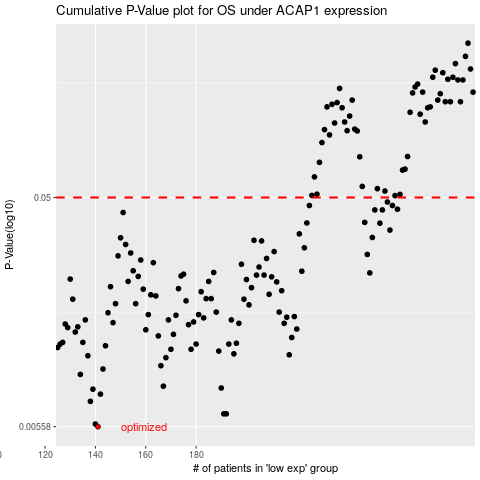 Cumulative P-Value plot for OS under ACAP1 expression
P-Value(log10)
0.05
0.00558
optimized
0 120 140 160 180
# of patients in 'low exp' group